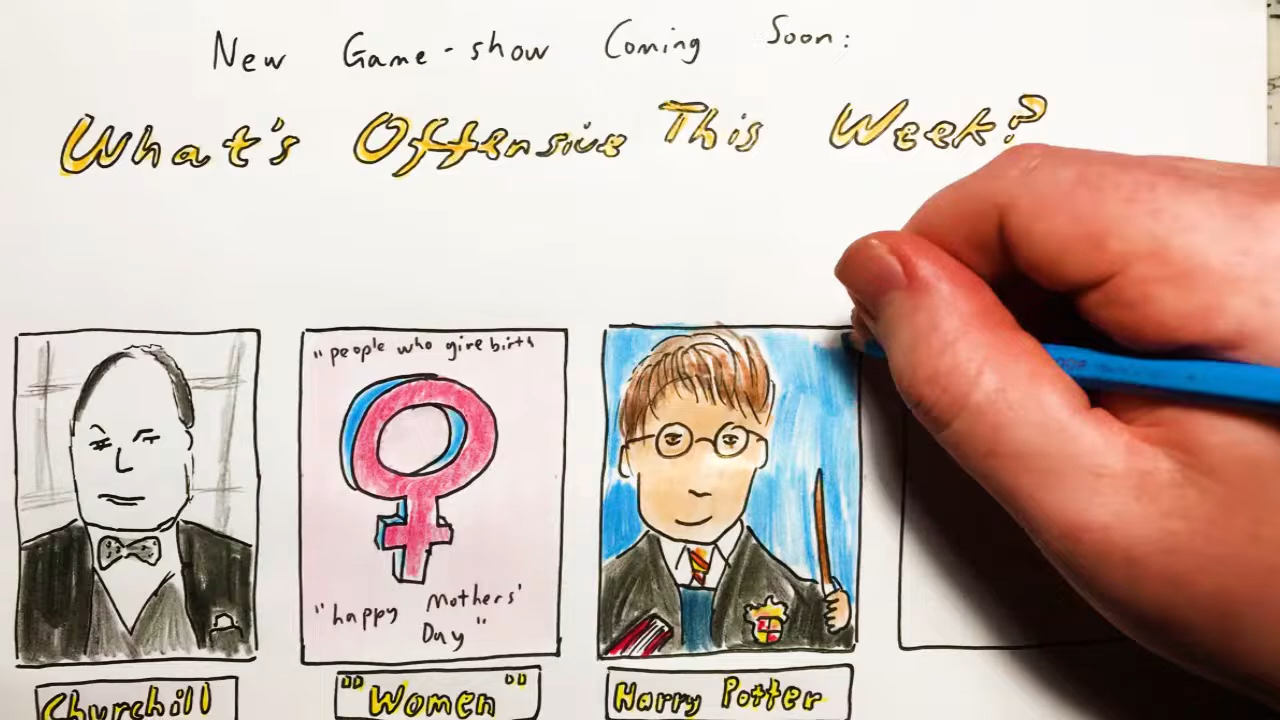 New Game-show Coming Soon:
What's Offensive This Week?
"people who give birth
"happy Mothers'
Day"
Churchill
"Women"
Harry Potter